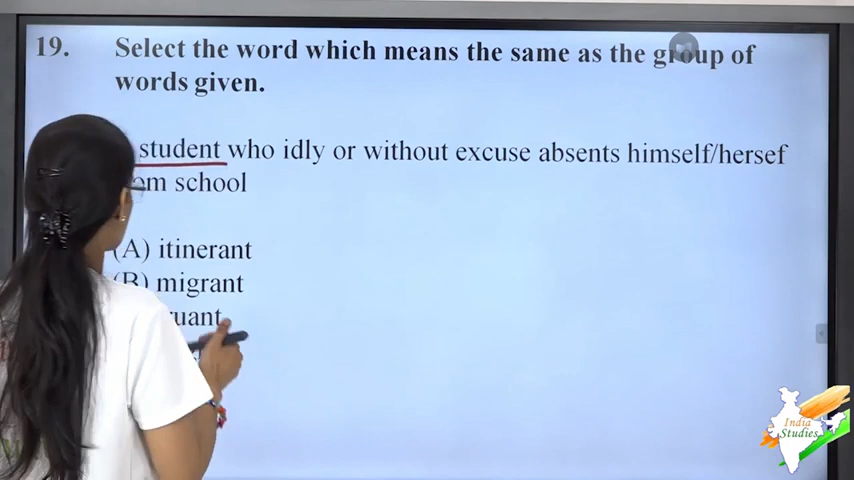 19. Select the word which means the same as the group of
words given.
student who idly or without excuse absents himself/hersef
school
(A) itinerant
(B) migrant
India
Studies